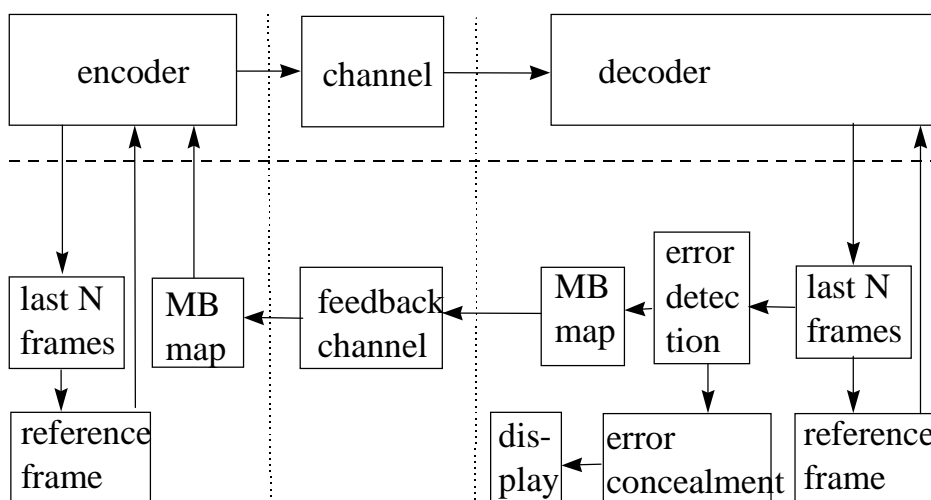 encoder
channel
decoder
last N
frames
MB
map
feedback
channel
MB
map
error
detec
tion
last N
frames
reference
frame
dis-
play
error
concealment
reference
frame